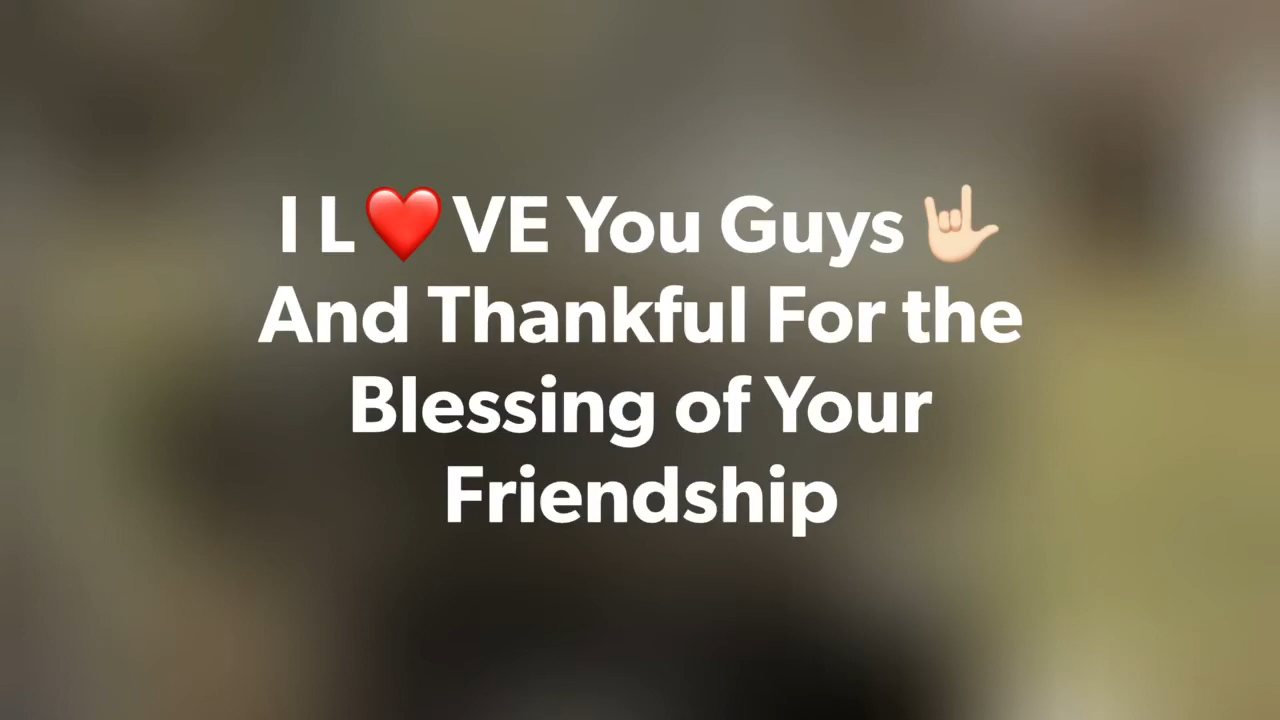 I L❤️VE You Guys 🤟🏻
And Thankful For the
Blessing of Your
Friendship